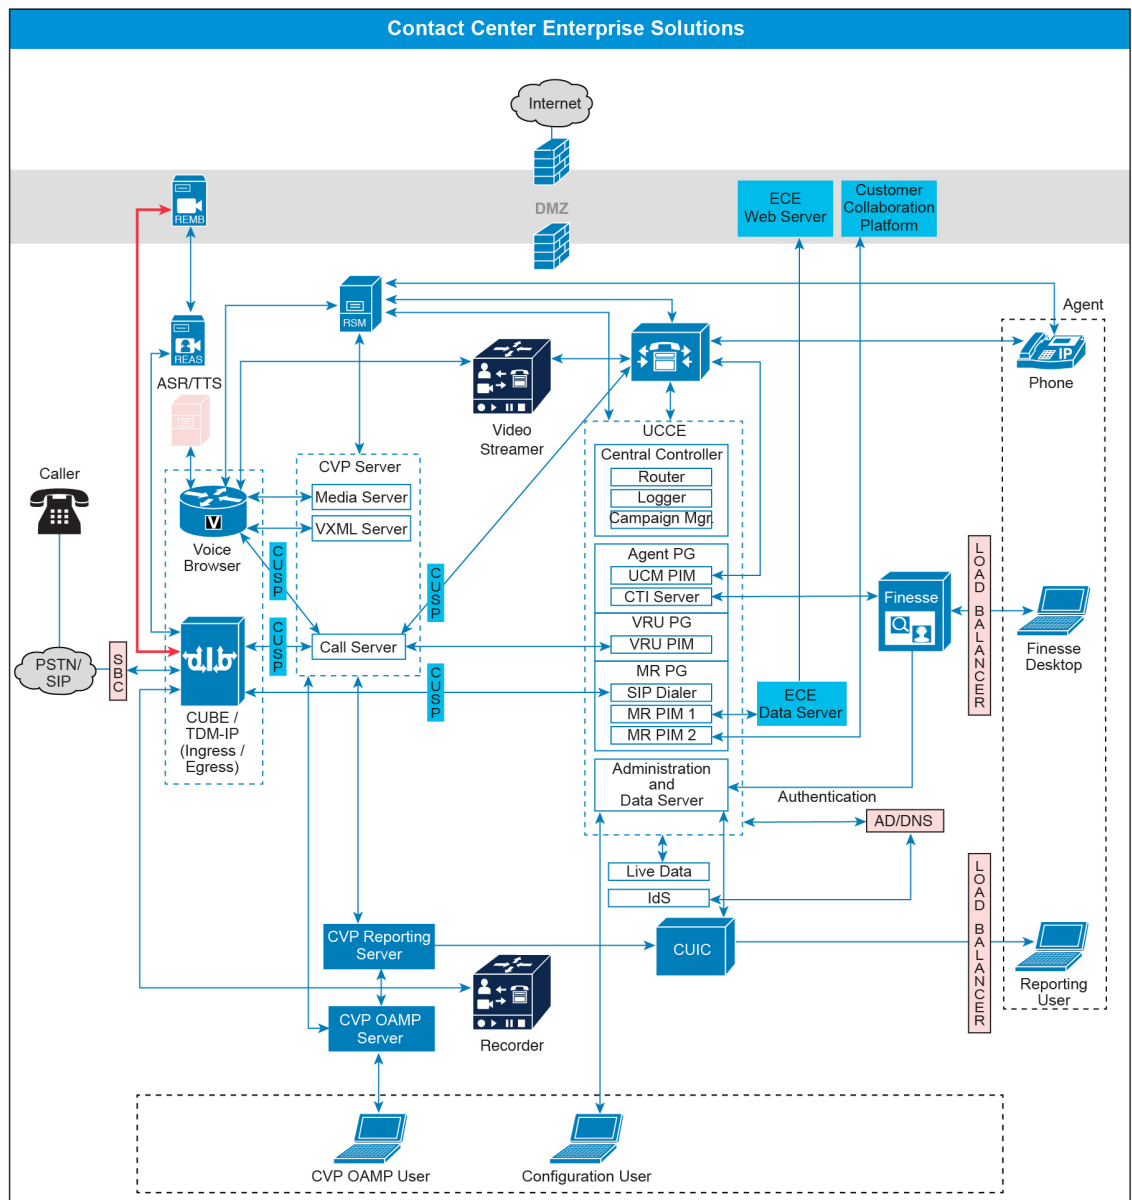 Contact Center Enterprise Solutions
Internet
DMZ
REMB
ECE
Web Server
Customer
Collaboration
Platform
RSM
REAS
ASR/TTS
Agent
IP
Phone
Video
Streamer
UCCE
Central Controller
Router
Logger
Campaign Mgr.
CVP Server
Media Server
VXML Server
Caller
V
Voice
Browser
CUSP
CUSP
CUSP
CUSP
Agent PG
UCM PIM
CTI Server
VRU PG
VRU PIM
MR PG
SIP Dialer
MR PIM 1
MR PIM 2
Call Server
Finesse
LOAD BALANCER
Finesse
Desktop
PSTN/
SIP
SBC
CUBE /
TDM-IP
(Ingress /
Egress)
ECE
Data Server
Administration
and
Data Server
Authentication
AD/DNS
Live Data
IdS
CVP Reporting
Server
CUIC
LOAD BALANCER
Reporting
User
CVP OAMP
Server
Recorder
CVP OAMP User
Configuration User